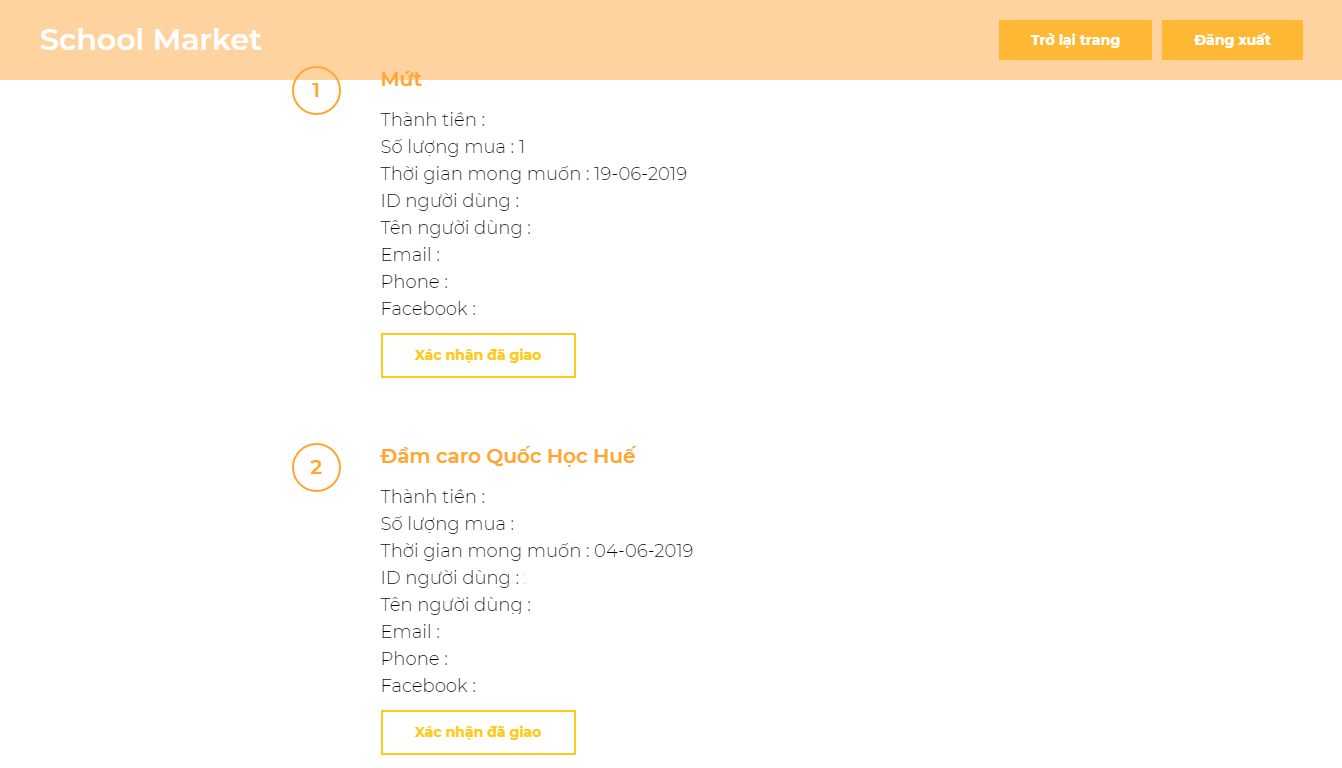 School Market
Trở lại trang
Đăng xuất
1
Mứt
Thành tiền :
Số lượng mua : 1
Thời gian mong muốn : 19-06-2019
ID người dùng :
Tên người dùng :
Email :
Phone :
Facebook :
Xác nhận đã giao
2
Đầm caro Quốc Học Huế
Thành tiền :
Số lượng mua :
Thời gian mong muốn : 04-06-2019
ID người dùng :
Tên người dùng :
Email :
Phone :
Facebook :
Xác nhận đã giao